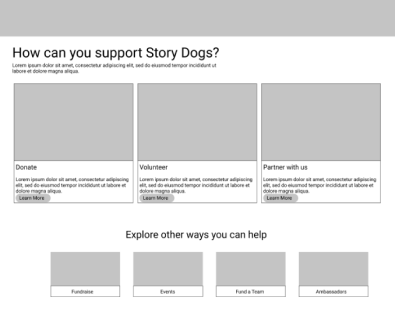 How can you support Story Dogs?
Lorem ipsum dolor sit amet, consectetur adipiscing elit, sed do eiusmod tempor incididunt ut
labore et dolore magna aliqua.
Donate
Lorem ipsum dolor sit amet, consectetur adipiscing
elit, sed do eiusmod tempor incididunt ut labore et
dolore magna aliqua.
Learn More
Volunteer
Lorem ipsum dolor sit amet, consectetur adipiscing
elit, sed do eiusmod tempor incididunt ut labore et
dolore magna aliqua.
Learn More
Partner with us
Lorem ipsum dolor sit amet, consectetur adipiscing
elit, sed do eiusmod tempor incididunt ut labore et
dolore magna aliqua.
Learn More
Explore other ways you can help
Fundraise
Events
Fund a Team
Ambassadors